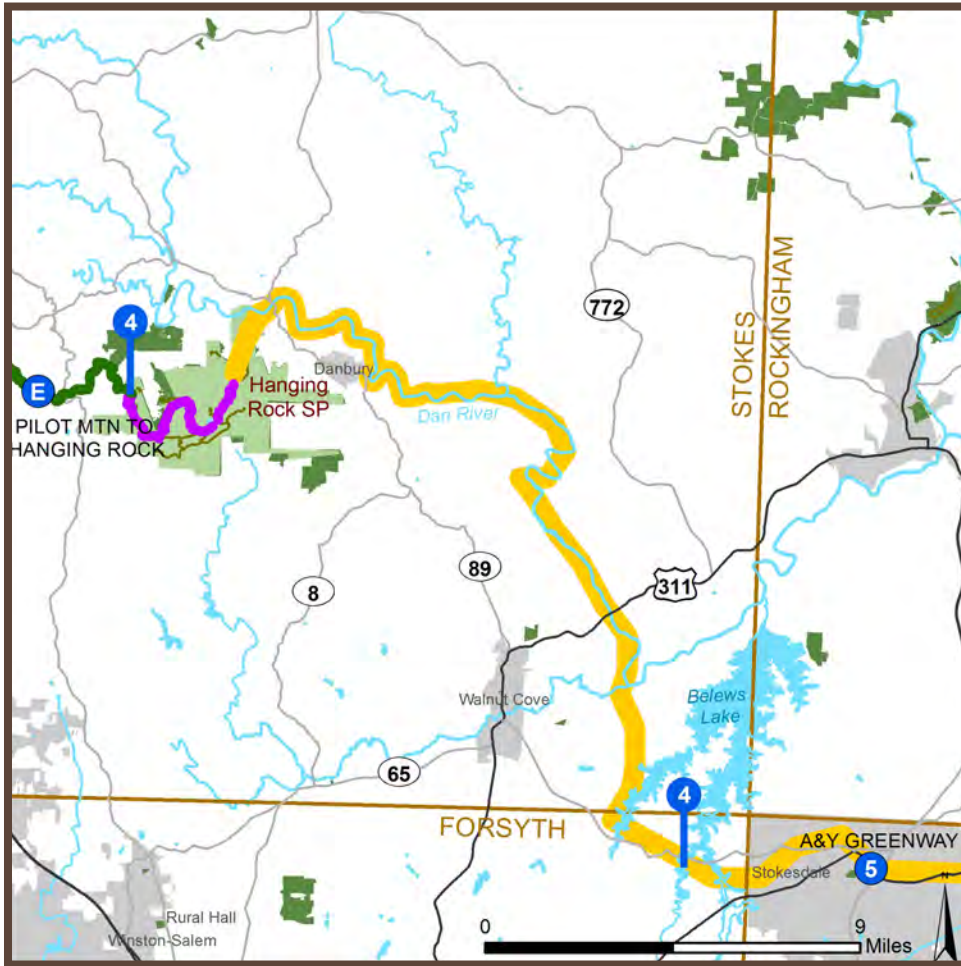 772
STOKES
ROCKINGHAM
4
Danbury
E
Hanging
Rock SP
Dan River
PILOT MTN TO
HANGING ROCK
89
8
311
Walnut Cove
Belews
Lake
65
4
FORSYTH
A&Y GREENWAY
Stokesdale
5
N
Rural Hall
Winston-Salem
0
9
Miles